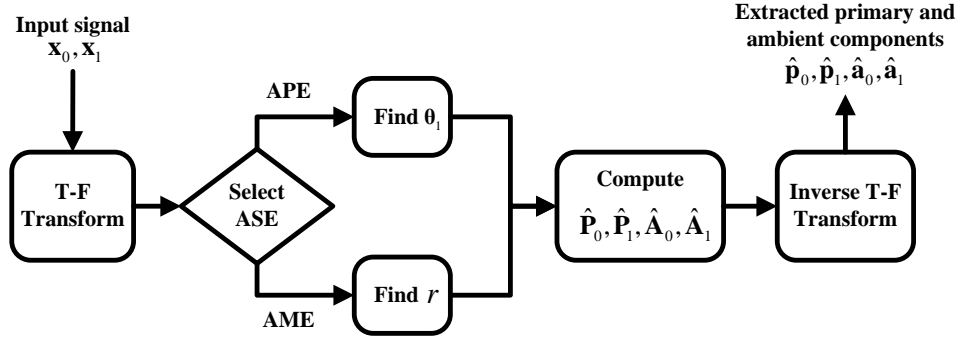 Input signal
𝐱₀, 𝐱₁
T-F
Transform
Select
ASE
APE
Find θ₁
AME
Find r
Compute
P̂₀, P̂₁, Â₀, Â₁
Inverse T-F
Transform
Extracted primary and
ambient components
p̂₀, p̂₁, â₀, â₁